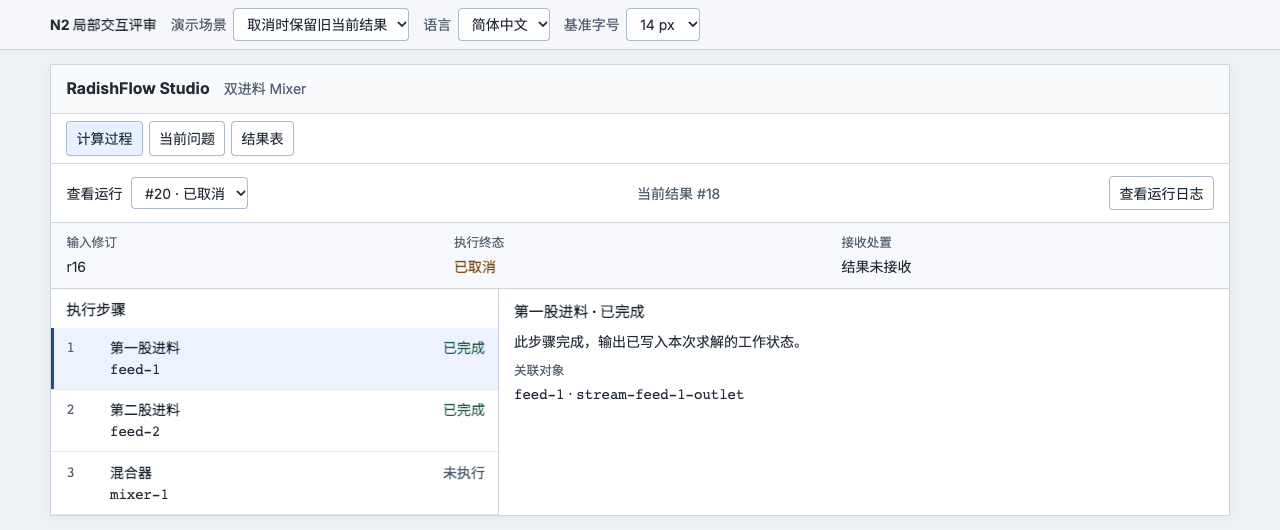 N2 局部交互评审 演示场景 取消时保留旧当前结果 语言 简体中文 基准字号 14 px
RadishFlow Studio 双进料 Mixer
计算过程 当前问题 结果表
查看运行 #20 · 已取消 当前结果 #18 查看运行日志
输入修订 执行终态 接收处置
r16 已取消 结果未接收
执行步骤
1 第一股进料 已完成
feed-1
2 第二股进料 已完成
feed-2
3 混合器 未执行
mixer-1
第一股进料 · 已完成
此步骤完成，输出已写入本次求解的工作状态。
关联对象
feed-1 · stream-feed-1-outlet